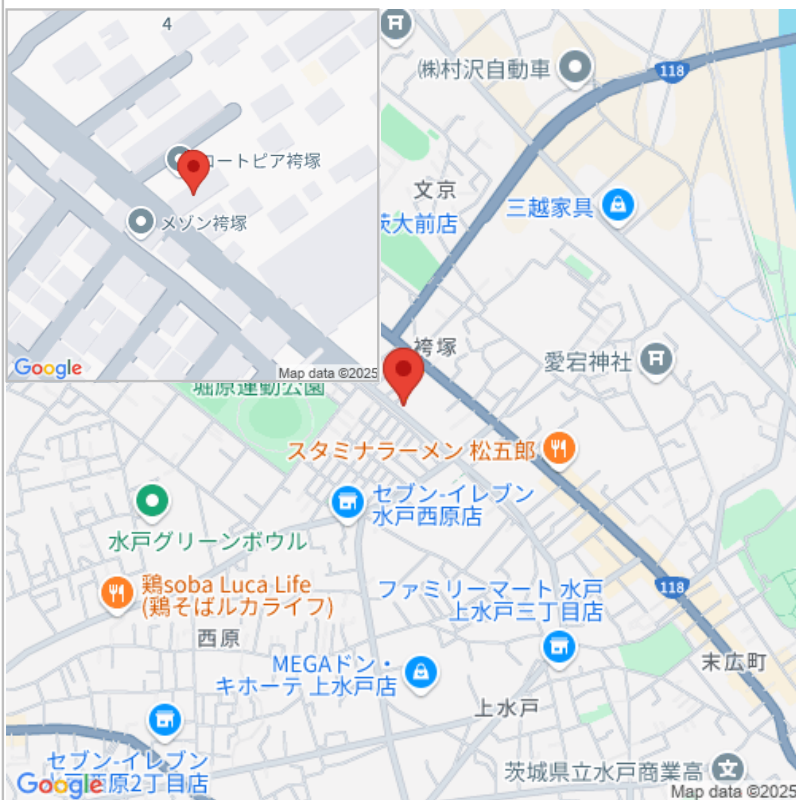 4
コートピア袴塚
メゾン袴塚
Google
Map data ©2025
㈱村沢自動車
118
文京
三越家具
茨大前店
袴塚
愛宕神社
堀原運動公園
スタミナラーメン 松五郎
セブン-イレブン
水戸西原店
水戸グリーンボウル
鶏soba Luca Life
(鶏そばルカライフ)
ファミリーマート 水戸
上水戸三丁目店
118
西原
MEGAドン・
キホーテ 上水戸店
末広町
上水戸
セブン-イレブン
水戸西原2丁目店
茨城県立水戸商業高
Google
Map data ©2025